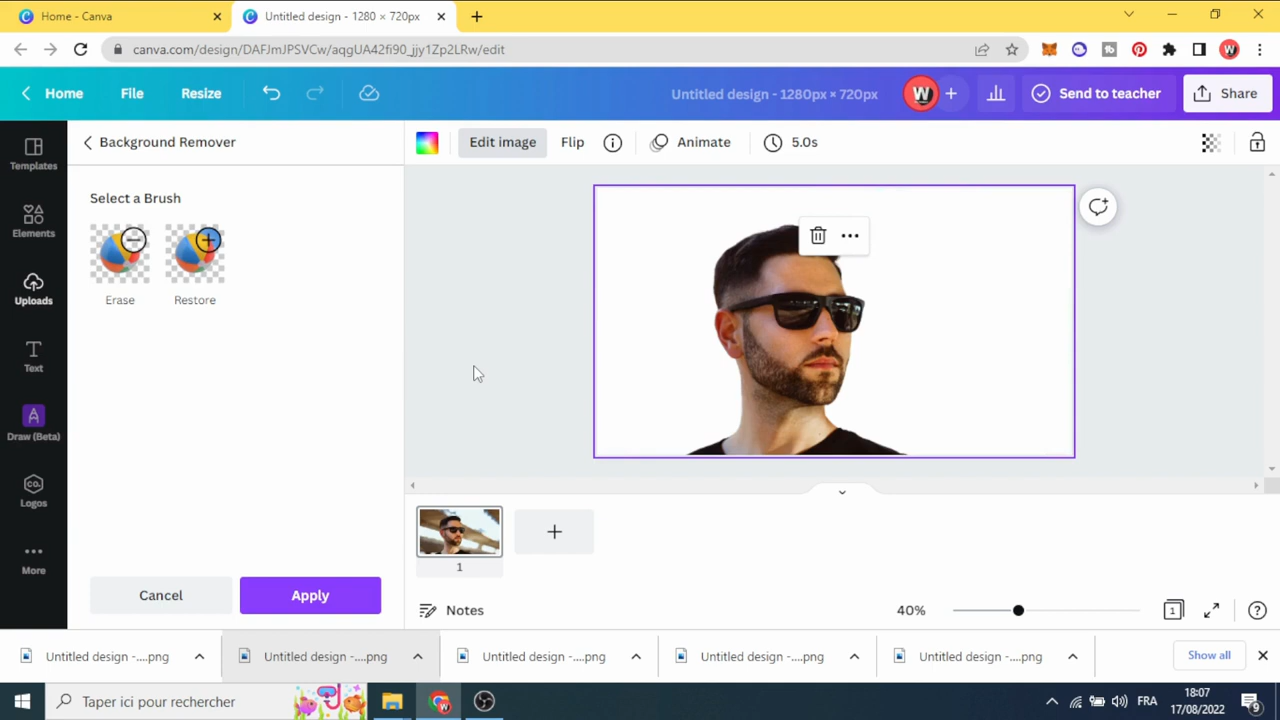 Home - Canva
Untitled design - 1280 × 720px
canva.com/design/DAFJmJPSVCw/aqgUA42fi90_jjy1Zp2LRw/edit
Home
File
Resize
Untitled design - 1280px × 720px
W
Send to teacher
Share
Templates
Elements
Uploads
Text
Draw (Beta)
CO.
Logos
More
Background Remover
Select a Brush
Erase
Restore
Cancel
Apply
Edit image
Flip
Animate
5.0s
1
Notes
40%
1
Untitled design -....png
Untitled design -....png
Untitled design -....png
Untitled design -....png
Untitled design -....png
Show all
Taper ici pour rechercher
FRA
18:07
17/08/2022
9